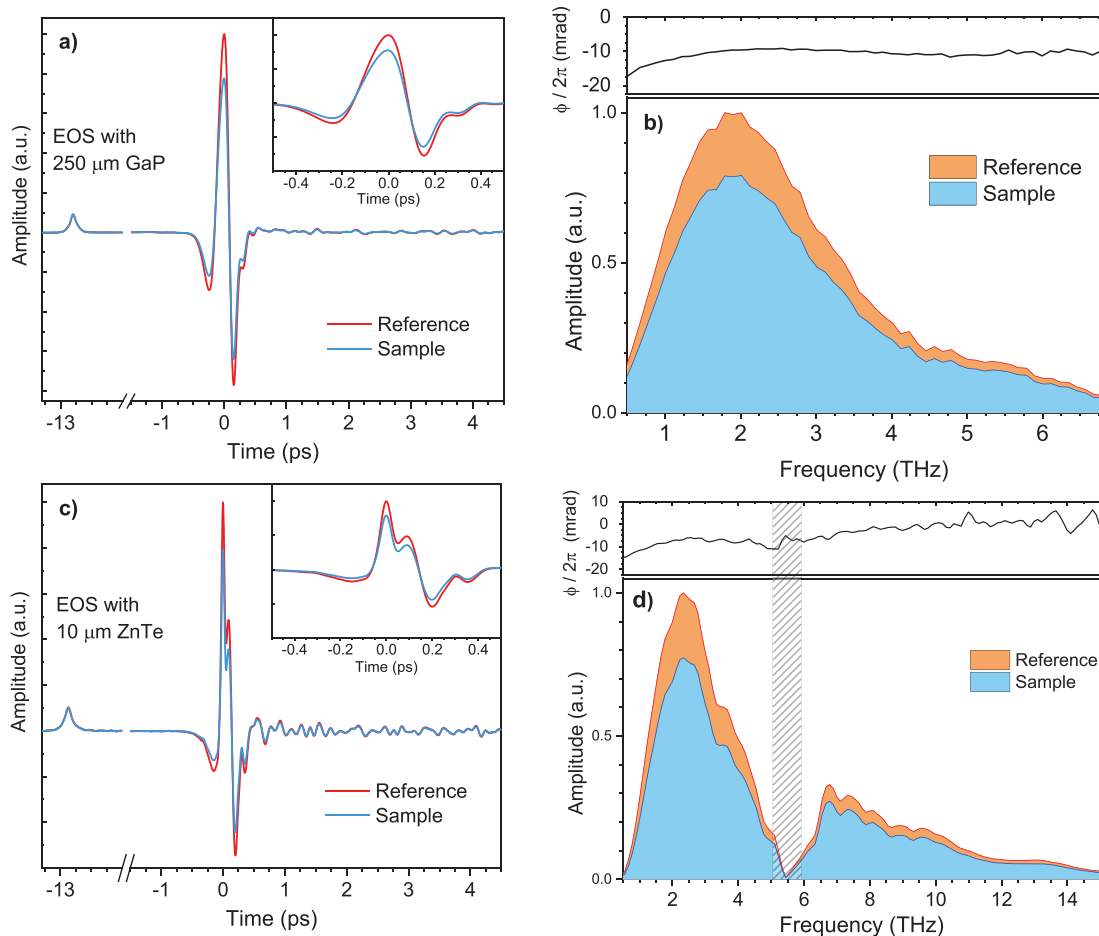 a)
EOS with
250 μm GaP
Amplitude (a.u.)
Reference
Sample
-13 -1 0 1 2 3 4
Time (ps)
-0.4 -0.2 0.0 0.2 0.4
Time (ps)
0
-10
-20
ϕ / 2π (mrad)
b)
1.0
0.5
0.0
Amplitude (a.u.)
Reference
Sample
1 2 3 4 5 6
Frequency (THz)
c)
EOS with
10 μm ZnTe
Amplitude (a.u.)
Reference
Sample
-13 -1 0 1 2 3 4
Time (ps)
-0.4 -0.2 0.0 0.2 0.4
Time (ps)
10
0
-10
-20
ϕ / 2π (mrad)
d)
1.0
0.5
0.0
Amplitude (a.u.)
Reference
Sample
2 4 6 8 10 12 14
Frequency (THz)